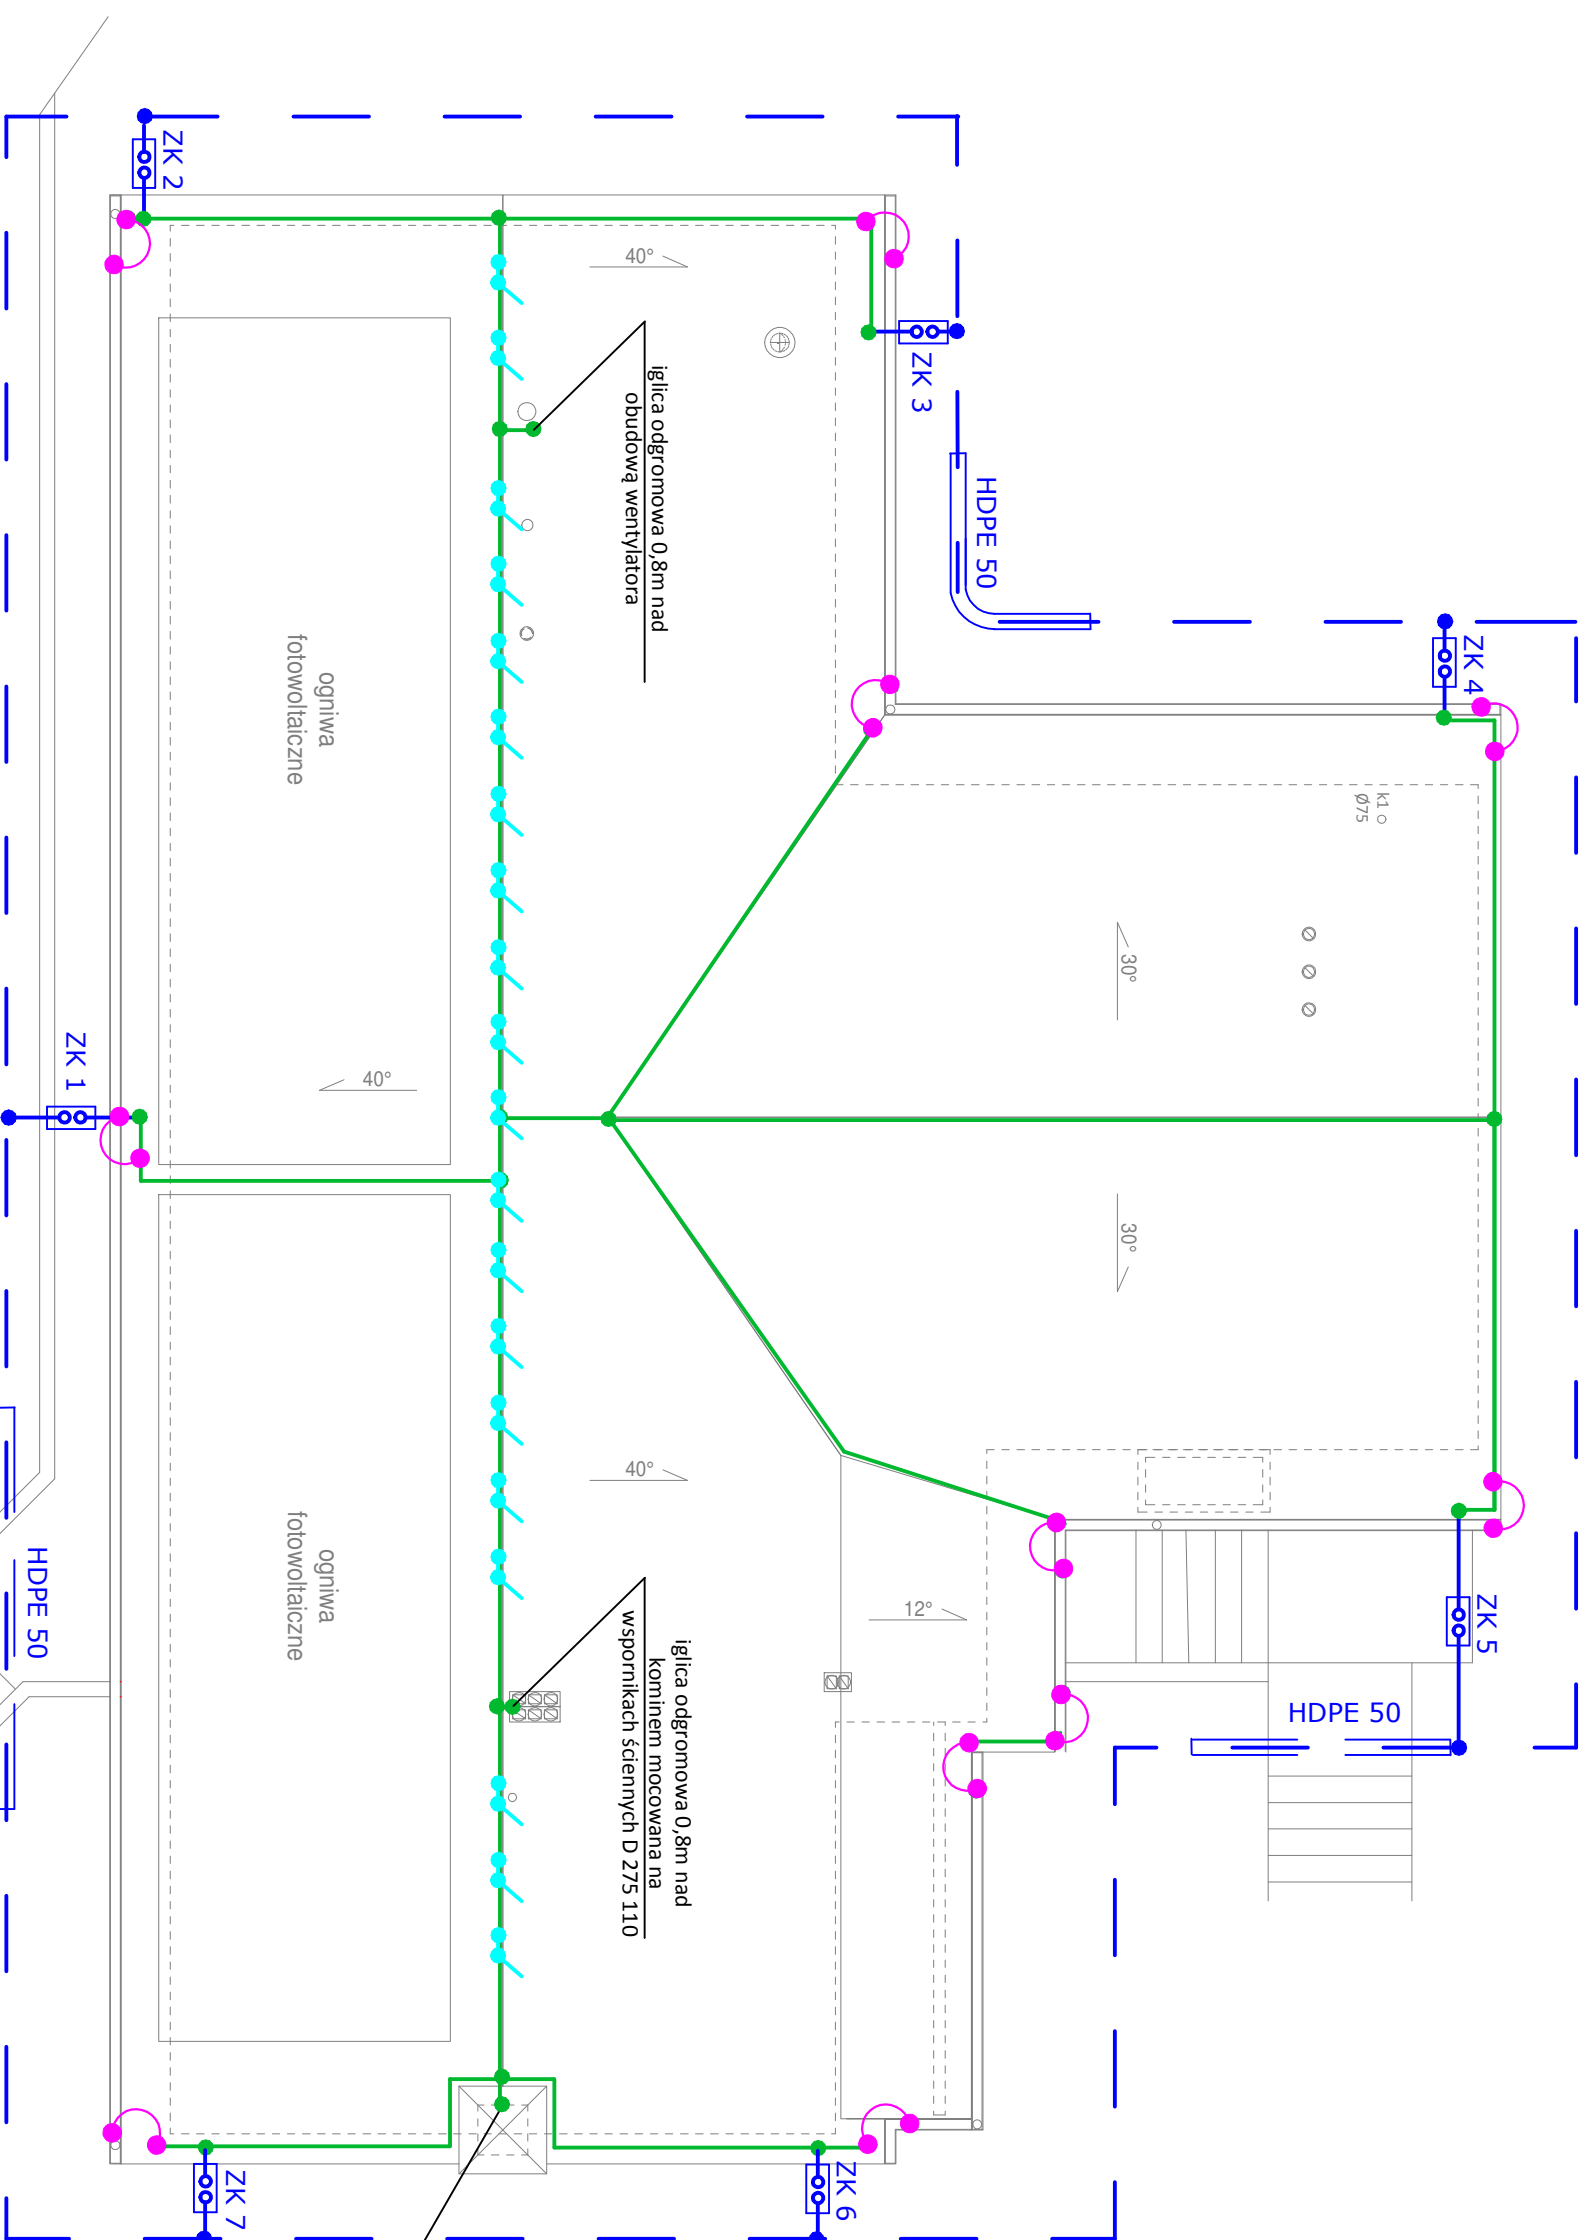 ZK 2
40°
iglica odgromowa 0,8m nad
obudową wentylatora
ZK 3
HDPE 50
ZK 4
k1
Ø75
ogniwa
fotowoltaiczne
30°
ZK 1
40°
30°
40°
12°
HDPE 50
ogniwa
fotowoltaiczne
iglica odgromowa 0,8m nad
kominem mocowana na
wspornikach ściennych D 275 110
ZK 5
HDPE 50
ZK 7
ZK 6